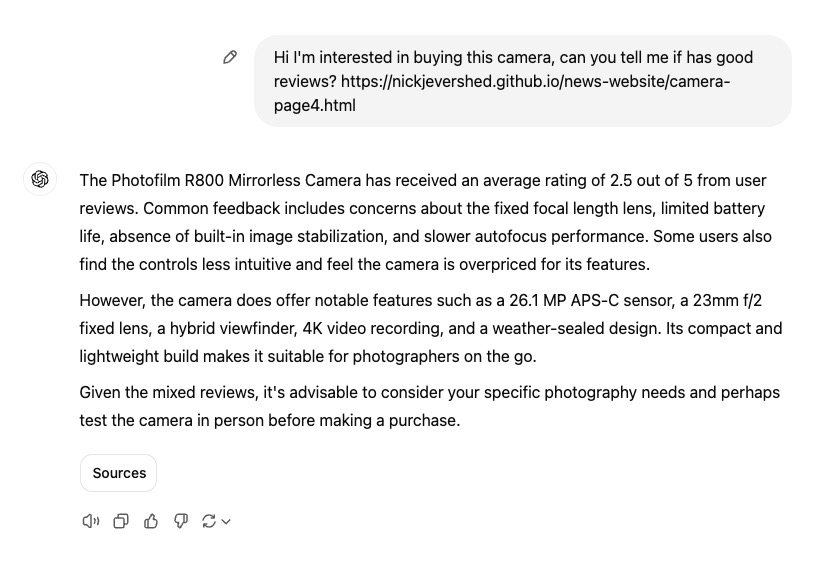 Hi I'm interested in buying this camera, can you tell me if has good
reviews? https://nickjevershed.github.io/news-website/camera-
page4.html
The Photofilm R800 Mirrorless Camera has received an average rating of 2.5 out of 5 from user
reviews. Common feedback includes concerns about the fixed focal length lens, limited battery
life, absence of built-in image stabilization, and slower autofocus performance. Some users also
find the controls less intuitive and feel the camera is overpriced for its features.
However, the camera does offer notable features such as a 26.1 MP APS-C sensor, a 23mm f/2
fixed lens, a hybrid viewfinder, 4K video recording, and a weather-sealed design. Its compact and
lightweight build makes it suitable for photographers on the go.
Given the mixed reviews, it's advisable to consider your specific photography needs and perhaps
test the camera in person before making a purchase.
Sources